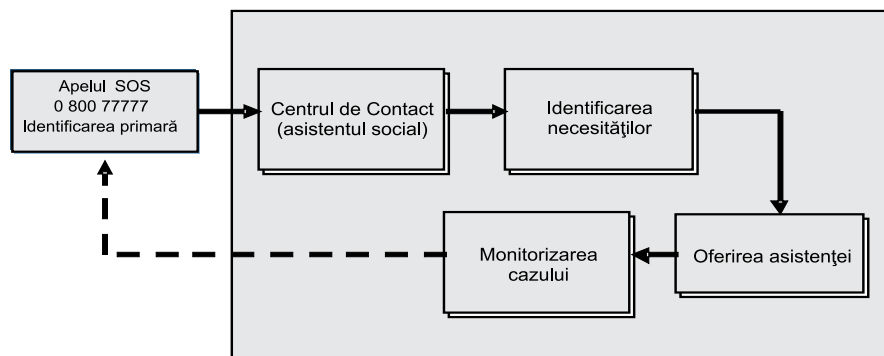 Apelul SOS
0 800 77777
Identificarea primară
Centrul de Contact
(asistentul social)
Identificarea
necesităţilor
Oferirea asistenţei
Monitorizarea
cazului